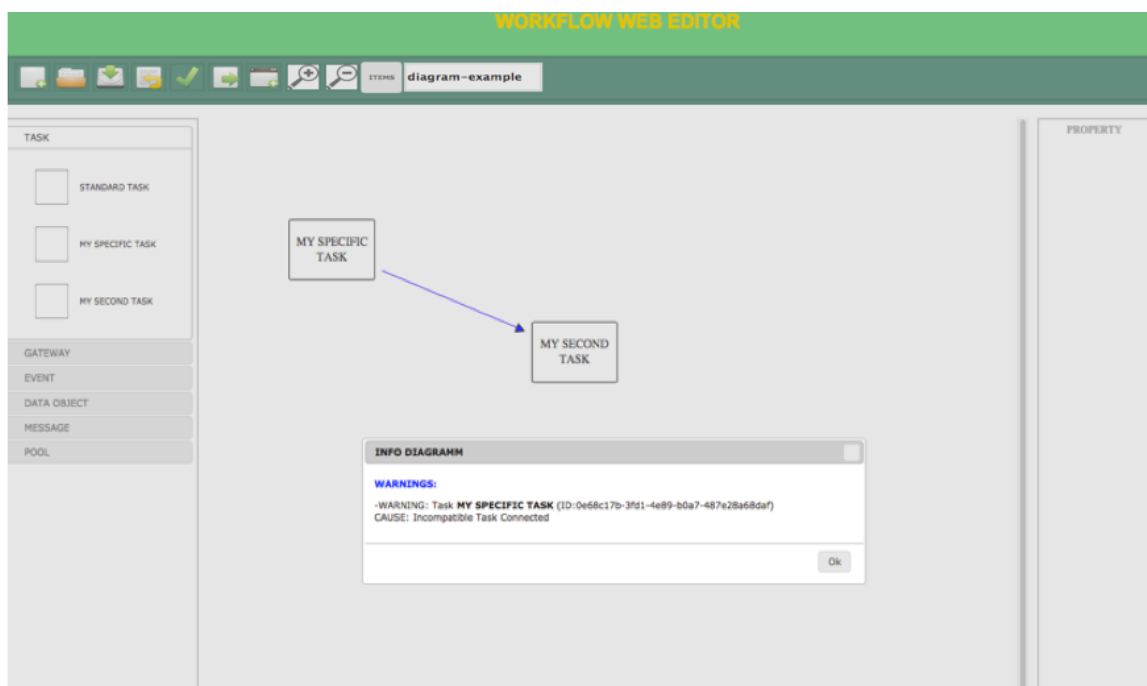 WORKFLOW WEB EDITOR
ITEMS diagram-example
TASK
STANDARD TASK
MY SPECIFIC TASK
MY SECOND TASK
GATEWAY
EVENT
DATA OBJECT
MESSAGE
POOL
MY SPECIFIC
TASK
MY SECOND
TASK
INFO DIAGRAMM
WARNINGS:
-WARNING: Task MY SPECIFIC TASK (ID:0e68c17b-3fd1-4e89-b0a7-487e28a68daf)
CAUSE: Incompatible Task Connected
Ok
PROPERTY